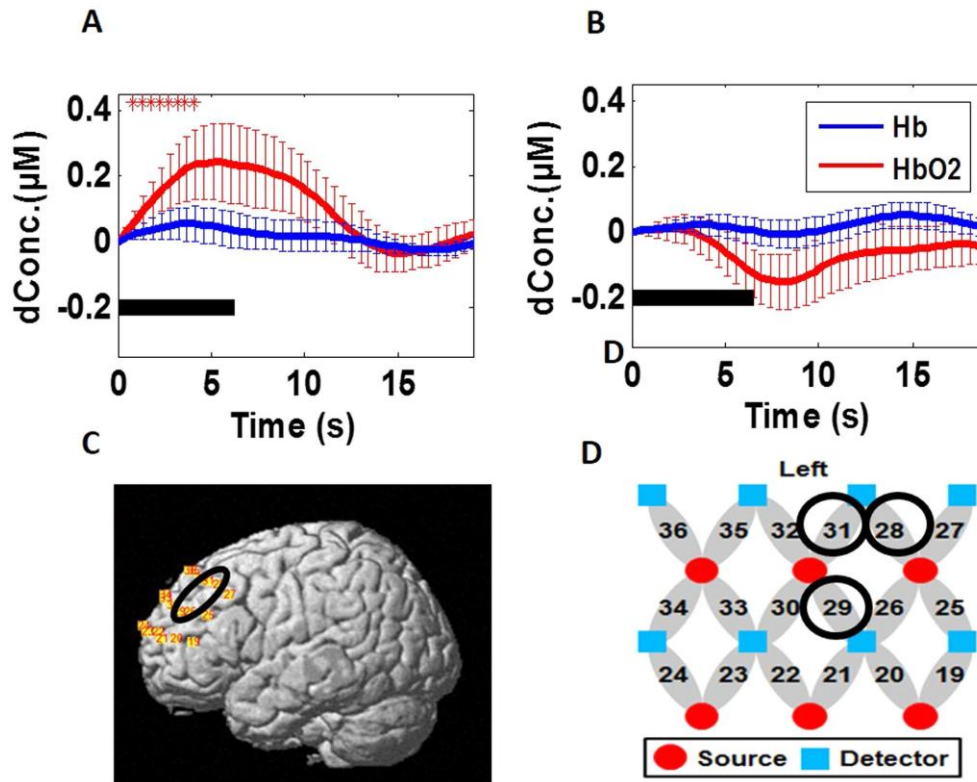 A
B
0.4
0.2
0
-0.2
dConc.(µM)
********
0 5 10 15
Time (s)
0.4
0.2
0
-0.2
dConc.(µM)
Hb
HbO2
D
0 5 10 15
Time (s)
C
D
27
Left
36 35 32 31 28 27
34 33 30 29 26 25
24 23 22 21 20 19
Source Detector